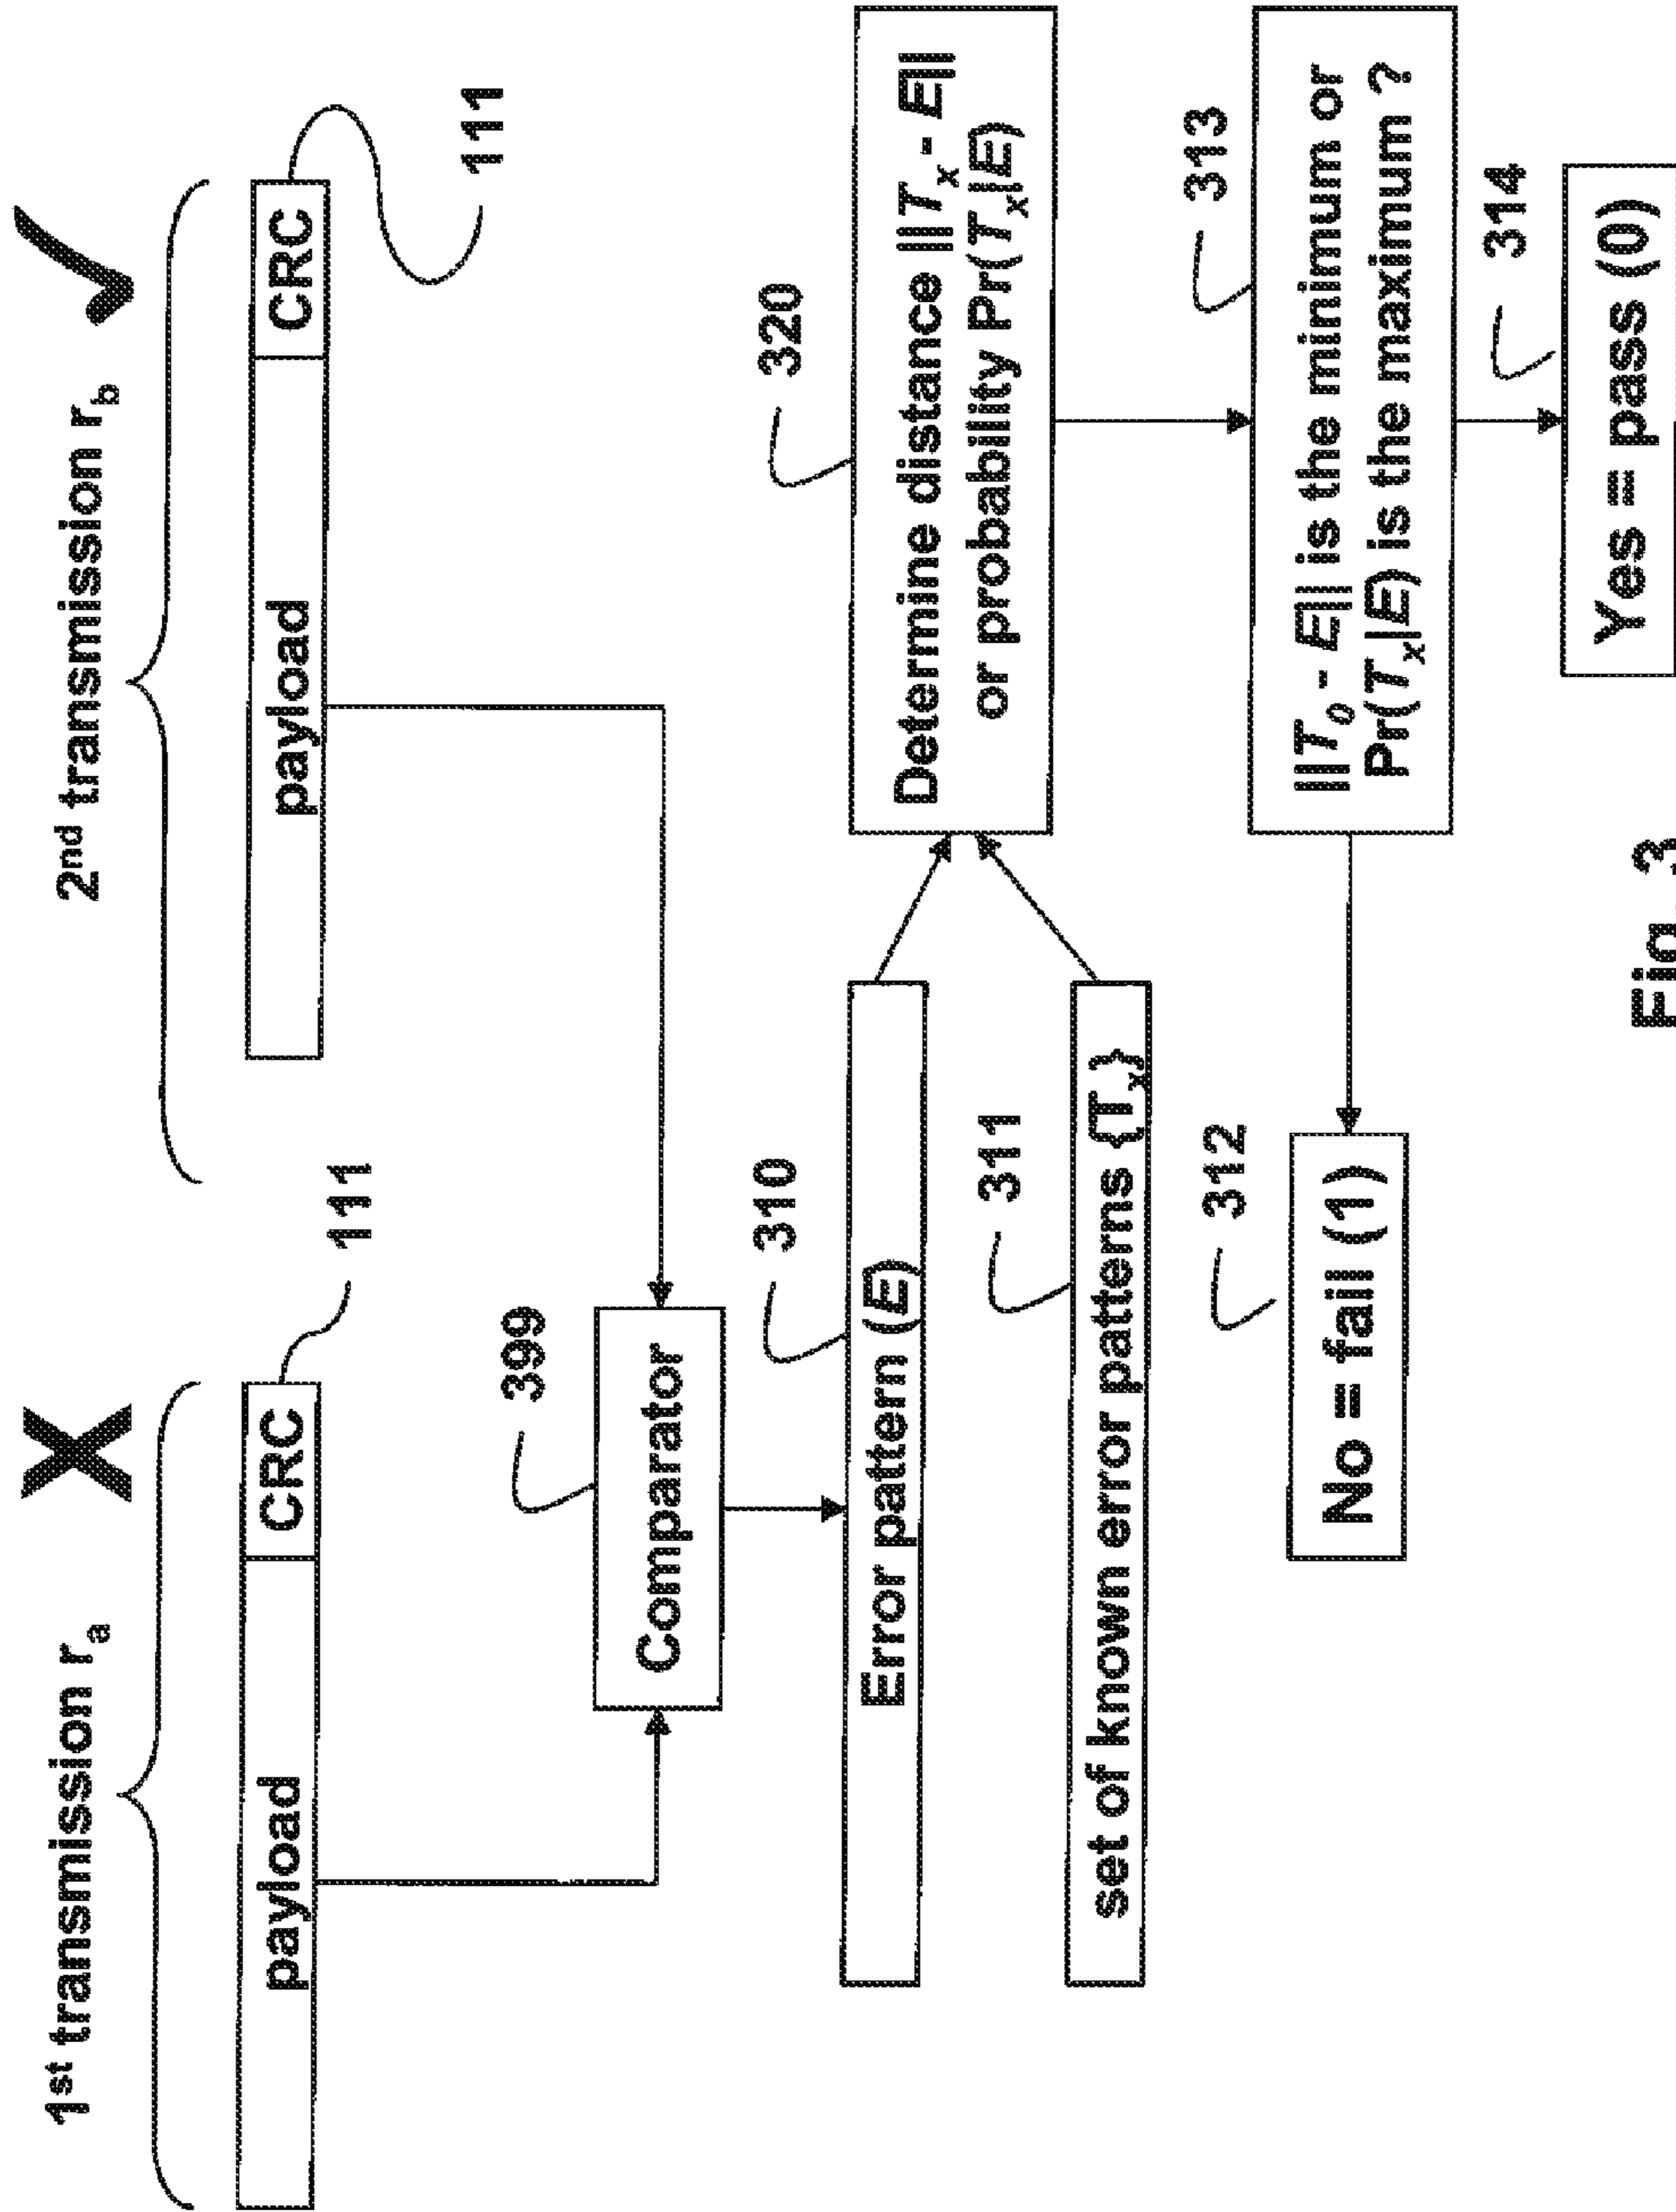 1st transmission ra
X
2nd transmission rb
payload
CRC
payload
CRC
111
111
399
Comparator
310
320
Error pattern (E)
Determine distance ||Tx - E||
or probability Pr(Tx|E)
311
set of known error patterns {Tx}
312
313
No = fail (1)
||T0 - E|| is the minimum or
Pr(Tx|E) is the maximum ?
314
Yes = pass (0)
Fig. 3